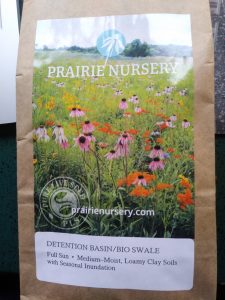 PRAIRIE NURSERY
prairienursery.com
DETENTION BASIN/BIO SWALE
Full Sun • Medium-Moist, Loamy Clay Soils
with Seasonal Inundation